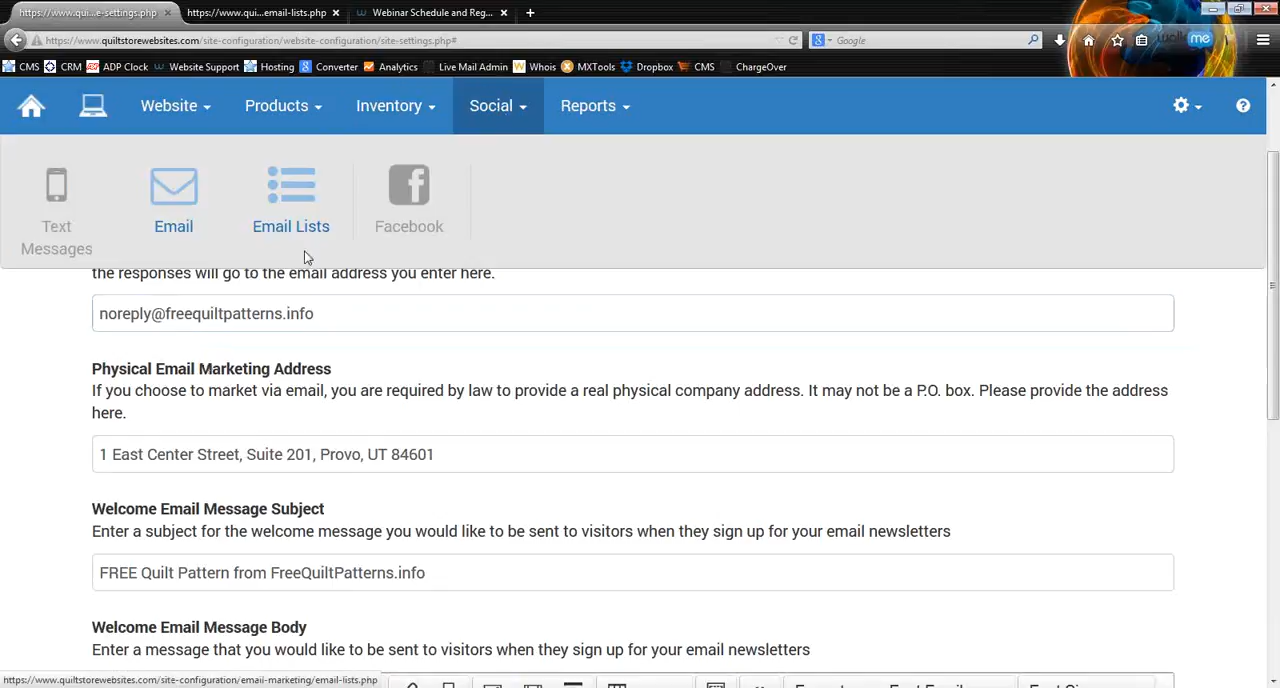 https://www.qui...e-settings.php
https://www.qui...email-lists.php
Webinar Schedule and Reg...
https://www.quiltstorewebsites.com/site-configuration/website-configuration/site-settings.php#
Google
walk me
CMS CRM ADP Clock Website Support Hosting Converter Analytics Live Mail Admin Whois MXTools Dropbox CMS ChargeOver
Website Products Inventory Social Reports
Text Messages
Email
Email Lists
Facebook
the responses will go to the email address you enter here.
noreply@freequiltpatterns.info
Physical Email Marketing Address
If you choose to market via email, you are required by law to provide a real physical company address. It may not be a P.O. box. Please provide the address
here.
1 East Center Street, Suite 201, Provo, UT 84601
Welcome Email Message Subject
Enter a subject for the welcome message you would like to be sent to visitors when they sign up for your email newsletters
FREE Quilt Pattern from FreeQuiltPatterns.info
Welcome Email Message Body
Enter a message that you would like to be sent to visitors when they sign up for your email newsletters
https://www.quiltstorewebsites.com/site-configuration/email-marketing/email-lists.php